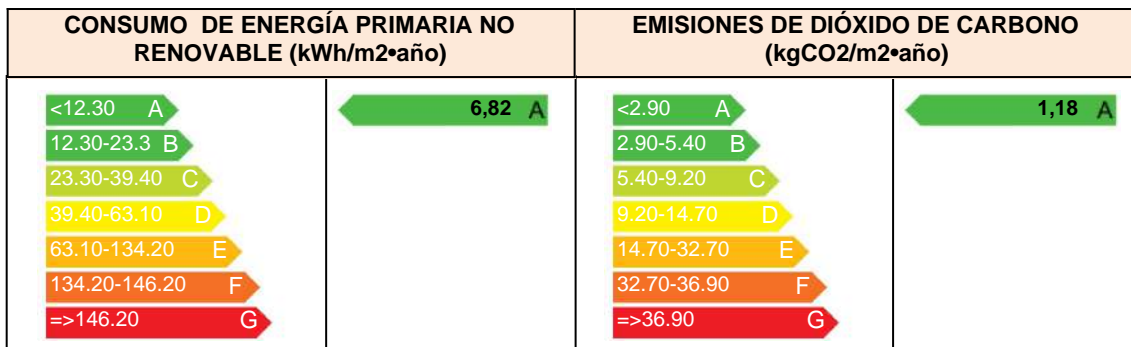 CONSUMO DE ENERGÍA PRIMARIA NO
RENOVABLE (kWh/m2•año)
<12.30 A
12.30-23.3 B
23.30-39.40 C
39.40-63.10 D
63.10-134.20 E
134.20-146.20 F
=>146.20 G
6,82 A
EMISIONES DE DIÓXIDO DE CARBONO
(kgCO2/m2•año)
<2.90 A
2.90-5.40 B
5.40-9.20 C
9.20-14.70 D
14.70-32.70 E
32.70-36.90 F
=>36.90 G
1,18 A